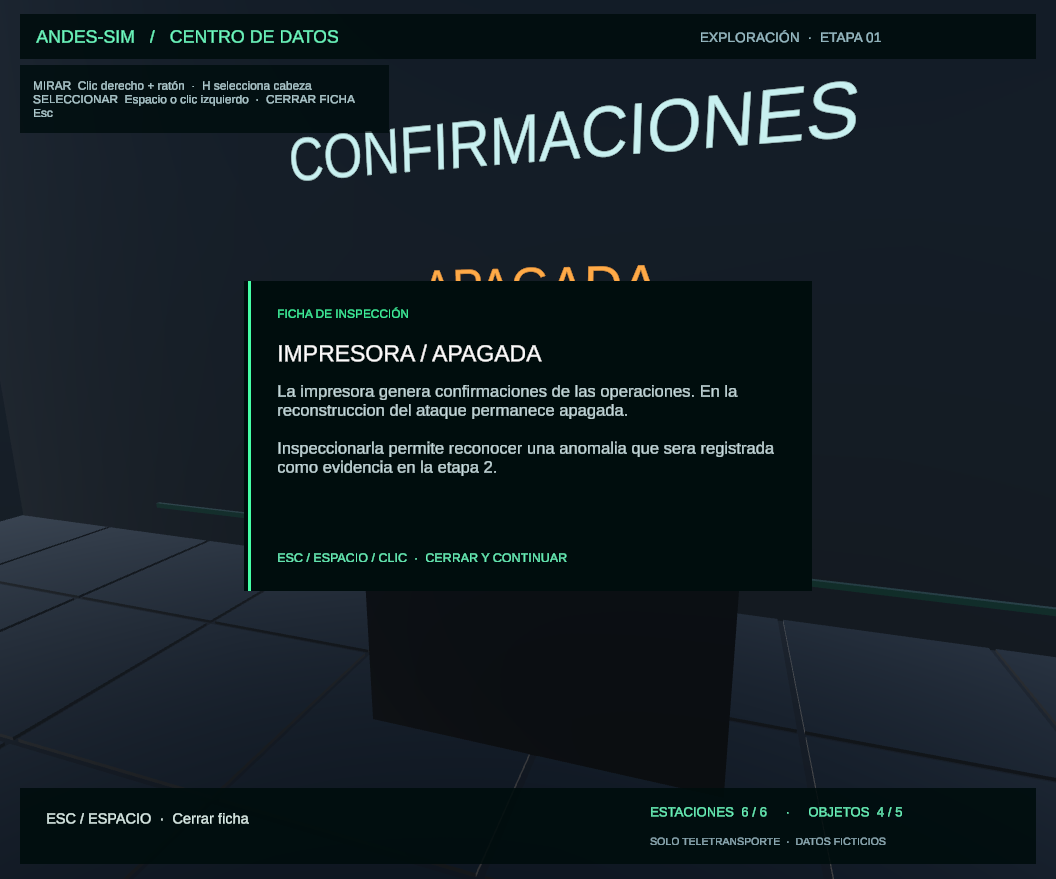 ANDES-SIM / CENTRO DE DATOS
EXPLORACIÓN · ETAPA 01
MIRAR Clic derecho + ratón · H selecciona cabeza
SELECCIONAR Espacio o clic izquierdo · CERRAR FICHA
Esc
CONFIRMACIONES
APAGADA
FICHA DE INSPECCIÓN
IMPRESORA / APAGADA
La impresora genera confirmaciones de las operaciones. En la
reconstruccion del ataque permanece apagada.
Inspeccionarla permite reconocer una anomalia que sera registrada
como evidencia en la etapa 2.
ESC / ESPACIO / CLIC · CERRAR Y CONTINUAR
ESC / ESPACIO · Cerrar ficha
ESTACIONES 6 / 6 · OBJETOS 4 / 5
SOLO TELETRANSPORTE · DATOS FICTICIOS